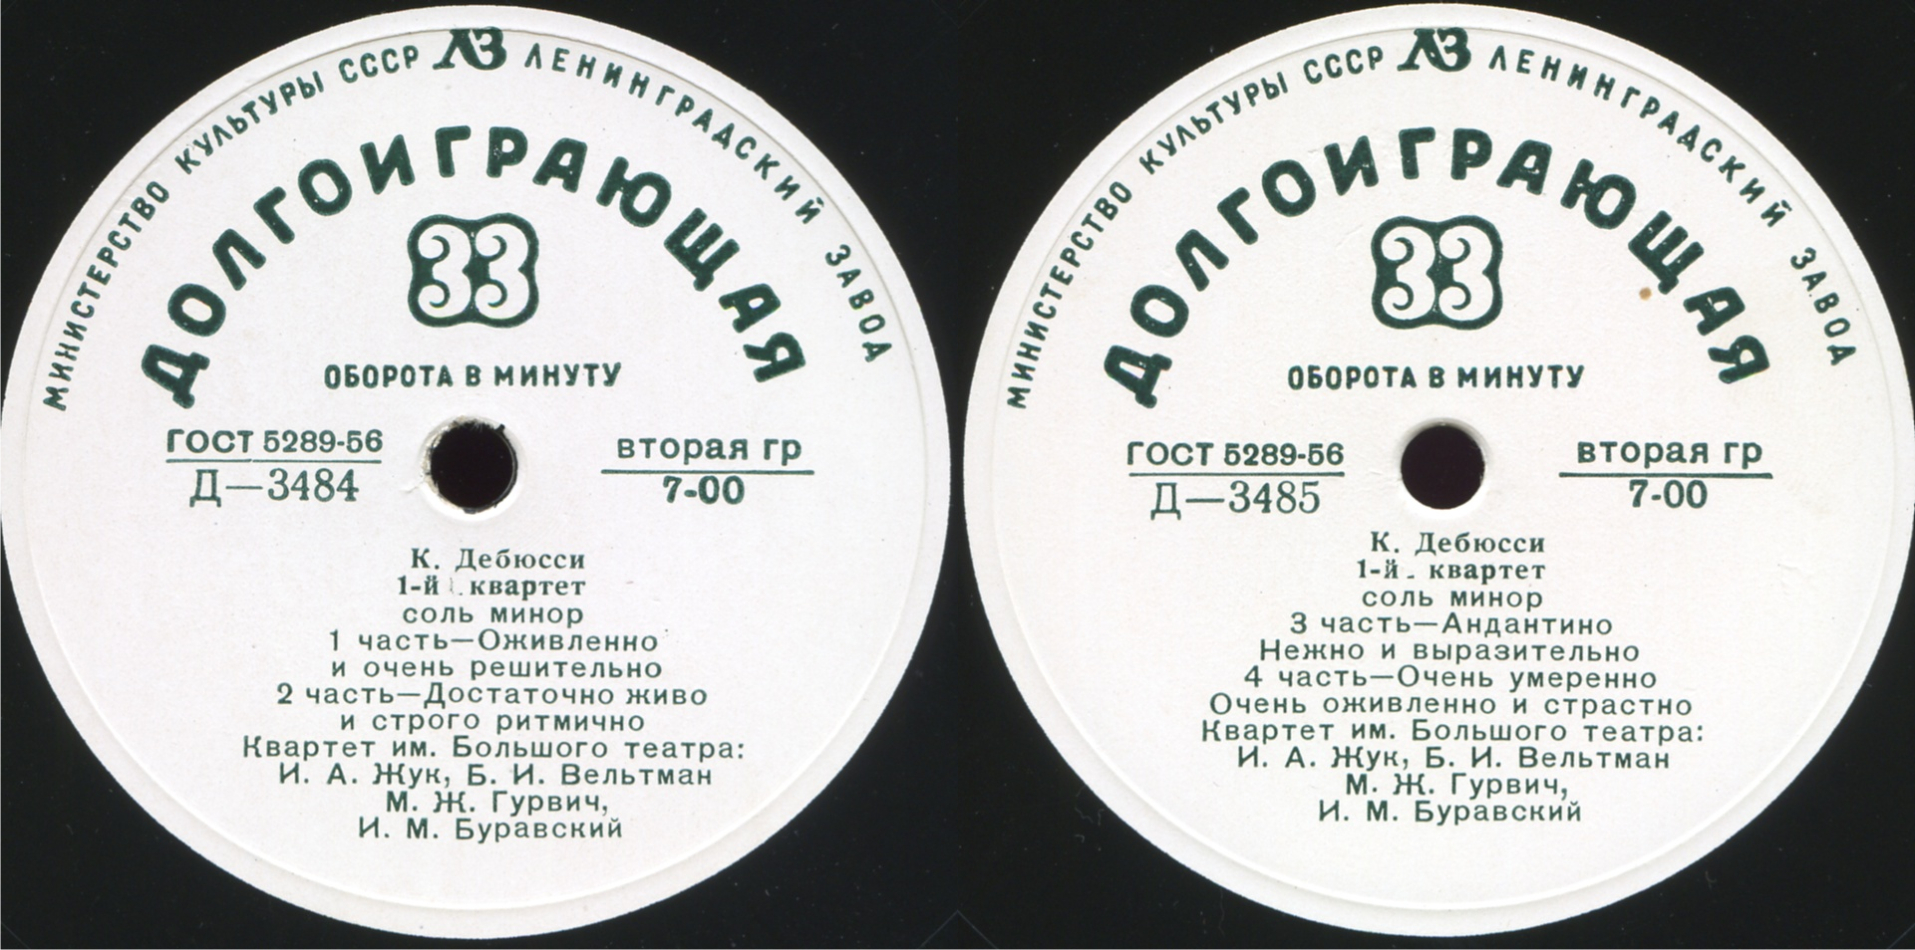 МИНИСТЕРСТВО КУЛЬТУРЫ СССР ЛЗ ЛЕНИНГРАДСКИЙ ЗАВОД
ДОЛГОИГРАЮЩАЯ
33
ОБОРОТА В МИНУТУ
ГОСТ 5289-56
Д—3484
вторая гр
7-00
К. Дебюсси
1-й квартет
соль минор
1 часть—Оживленно
и очень решительно
2 часть—Достаточно живо
и строго ритмично
Квартет им. Большого театра:
И. А. Жук, Б. И. Вельтман
М. Ж. Гурвич,
И. М. Буравский
МИНИСТЕРСТВО КУЛЬТУРЫ СССР ЛЗ ЛЕНИНГРАДСКИЙ ЗАВОД
ДОЛГОИГРАЮЩАЯ
33
ОБОРОТА В МИНУТУ
ГОСТ 5289-56
Д—3485
вторая гр
7-00
К. Дебюсси
1-й квартет
соль минор
3 часть—Андантино
Нежно и выразительно
4 часть—Очень умеренно
Очень оживленно и страстно
Квартет им. Большого театра:
И. А. Жук, Б. И. Вельтман
М. Ж. Гурвич,
И. М. Буравский